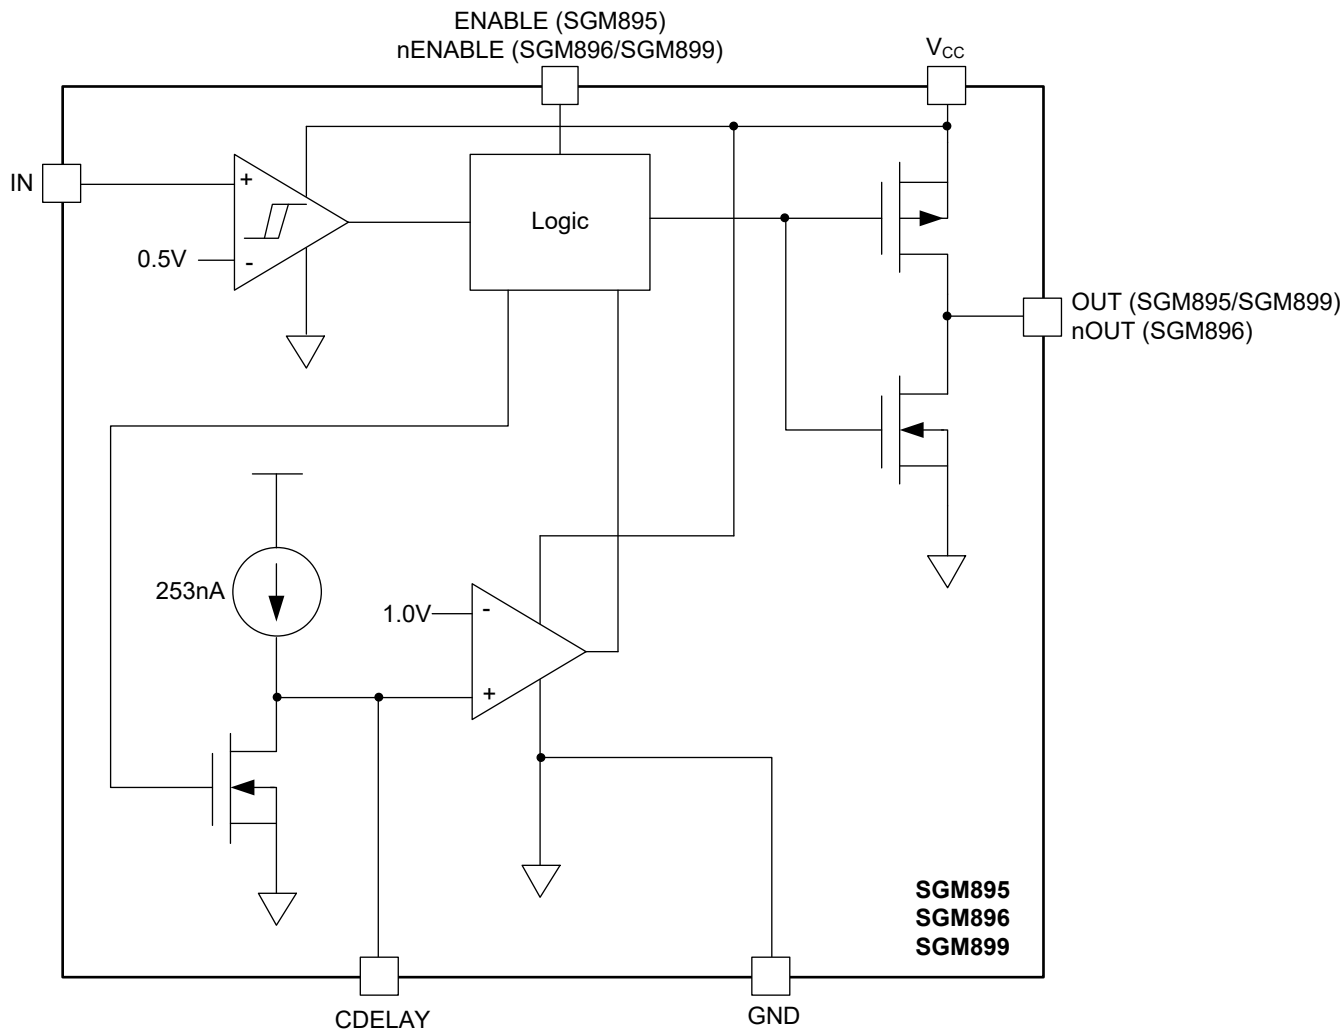 ENABLE (SGM895)
nENABLE (SGM896/SGM899)
VCC
IN
+
0.5V
-
Logic
OUT (SGM895/SGM899)
nOUT (SGM896)
253nA
1.0V
-
+
SGM895
SGM896
SGM899
CDELAY
GND